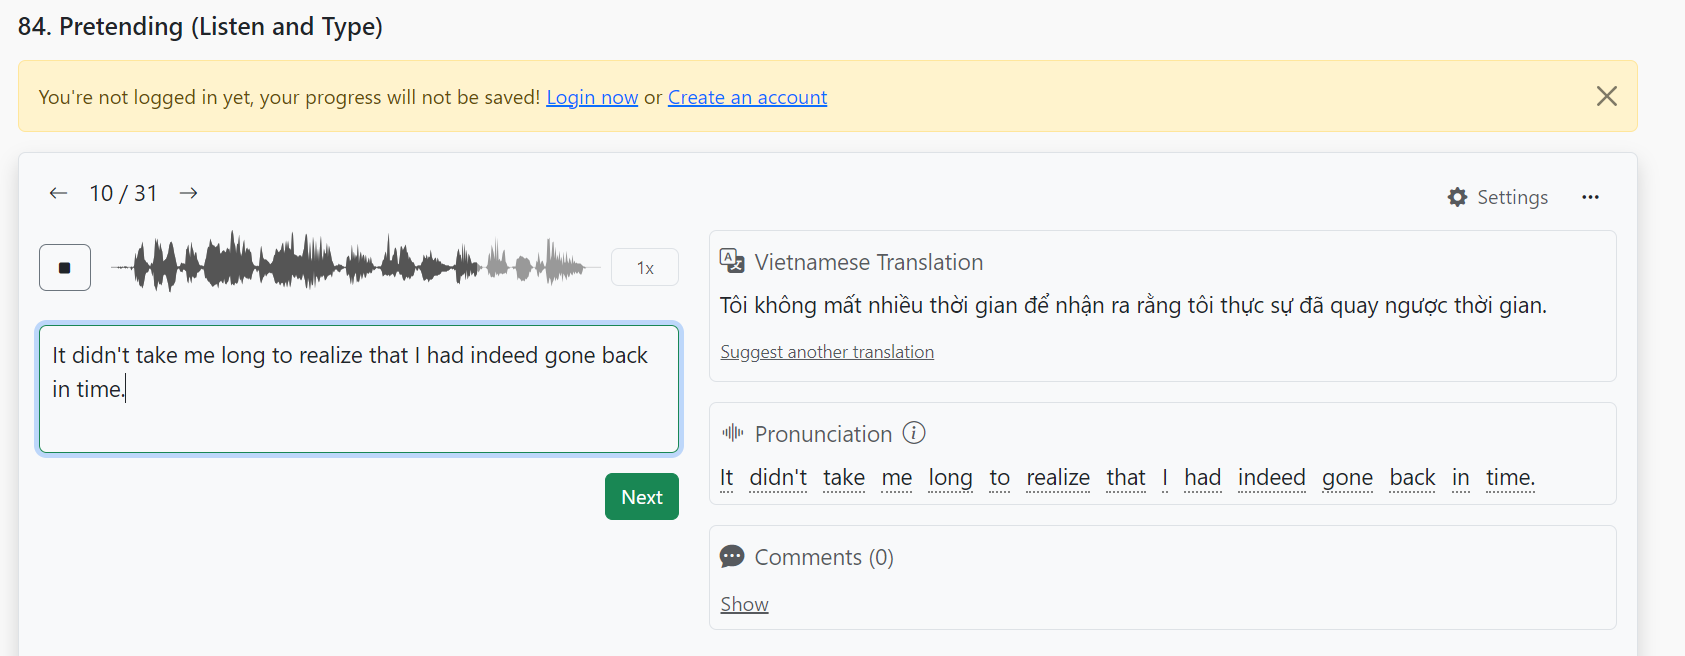 84. Pretending (Listen and Type)
You're not logged in yet, your progress will not be saved! Login now or Create an account
10 / 31
Settings
1x
It didn't take me long to realize that I had indeed gone back
in time.
Next
Vietnamese Translation
Tôi không mất nhiều thời gian để nhận ra rằng tôi thực sự đã quay ngược thời gian.
Suggest another translation
Pronunciation
It didn't take me long to realize that I had indeed gone back in time.
Comments (0)
Show